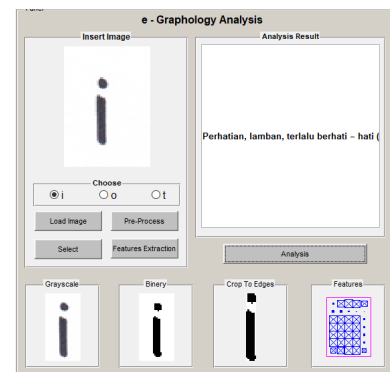 e - Graphology Analysis
Insert Image
i
Choose
i o t
Load Image Pre-Process
Select Features Extraction
Analysis Result
Perhatian, lamban, terlalu berhati – hati (
Analysis
Grayscale
i
Binery
i
Crop To Edges
i
Features